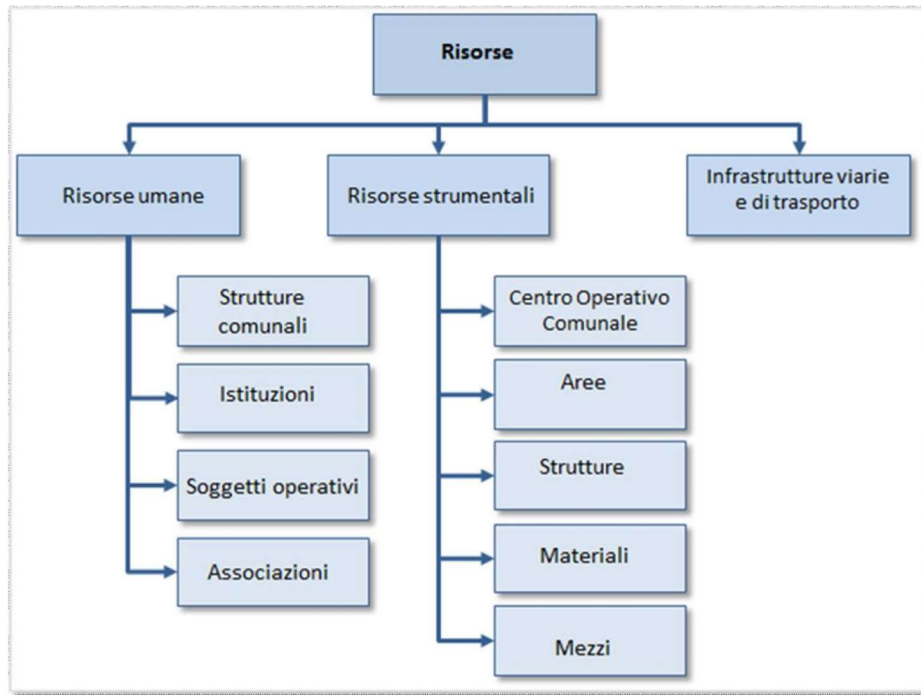 Risorse
Risorse umane
Risorse strumentali
Infrastrutture viarie
e di trasporto
Strutture
comunali
Istituzioni
Soggetti operativi
Associazioni
Centro Operativo
Comunale
Aree
Strutture
Materiali
Mezzi